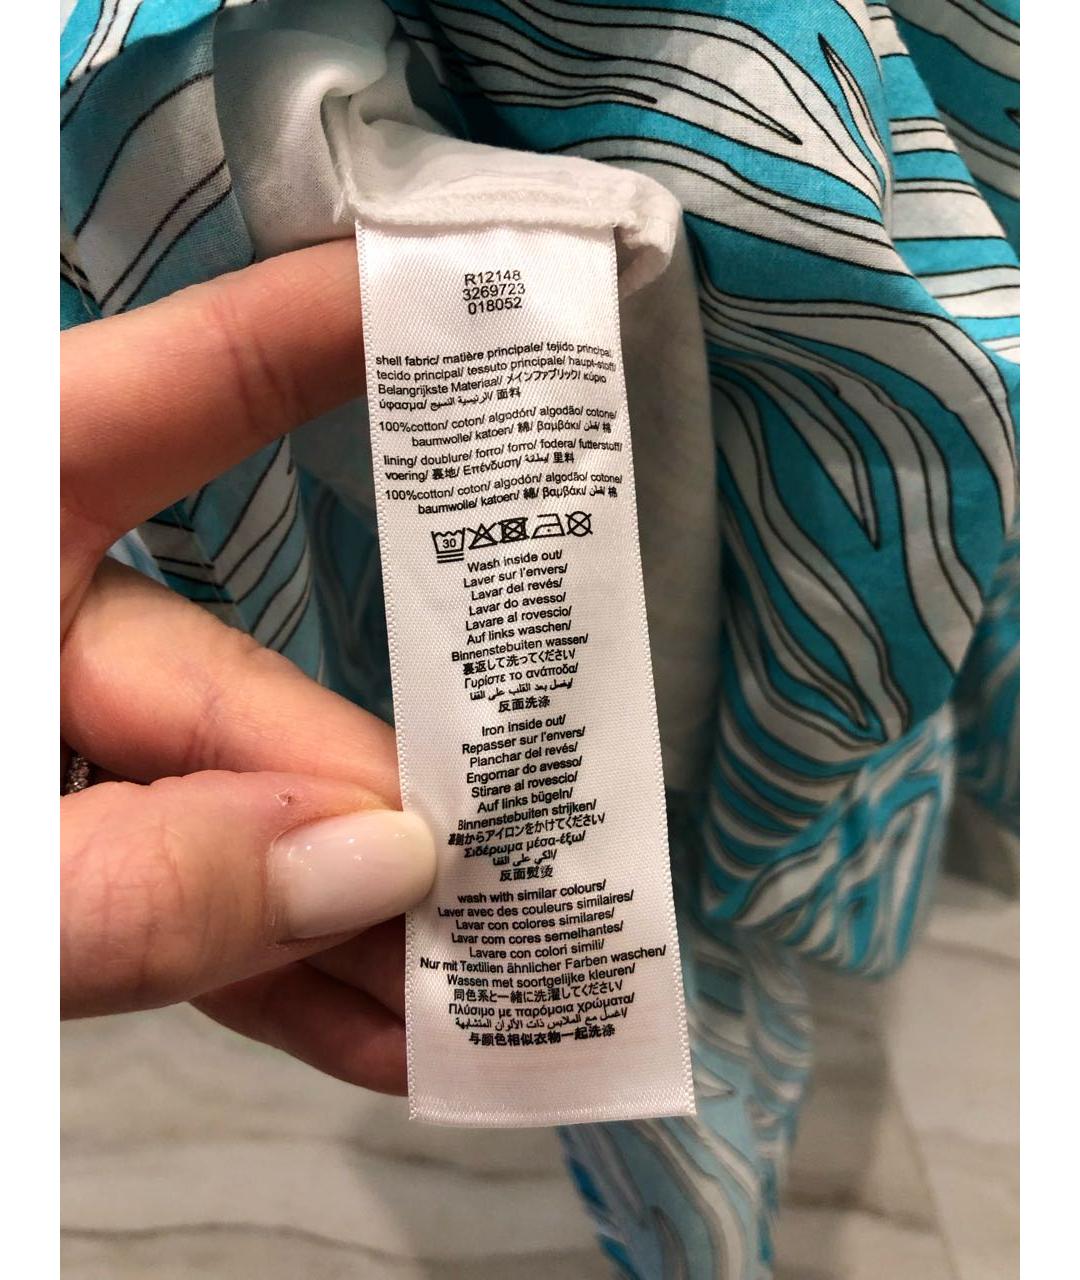 R12148
3269723
018052
shell fabric/ matière principale/ tejido principal/
tecido principal/ tessuto principale/ haupt-stoff/
Belangrijkste Materiaal/ メインファブリック/ κύριο
ύφασμα/ الرئيسية النسيج/ 面料
100%cotton/ coton/ algodón/ algodão/ cotone/
baumwolle/ katoen/ 綿/ βαμβάκι/ قطن/ 棉
lining/ doublure/ forro/ forro/ fodera/ futterstoff/
voering/ 裏地/ Επένδυση/ بطانة/ 里料
100%cotton/ coton/ algodón/ algodão/ cotone/
baumwolle/ katoen/ 綿/ βαμβάκι/ قطن/ 棉
30
Wash inside out/
Laver sur l'envers/
Lavar del revés/
Lavar do avesso/
Lavare al rovescio/
Auf links waschen/
Binnenstebuiten wassen/
裏返して洗ってください/
Γυρίστε το ανάποδα/
يغسل بعد القلب على القفا/
反面洗涤
Iron inside out/
Repasser sur l'envers/
Planchar del revés/
Engomar do avesso/
Stirare al rovescio/
Auf links bügeln/
Binnenstebuiten strijken/
裏側からアイロンをかけてください/
Σιδέρωμα μέσα-έξω/
الكي على القفا/
反面熨烫
wash with similar colours/
Laver avec des couleurs similaires/
Lavar con colores similares/
Lavar com cores semelhantes/
Lavare con colori simili/
Nur mit Textilien ähnlicher Farben waschen/
Wassen met soortgelijke kleuren/
同色系と一緒に洗濯してください/
Πλύσιμο με παρόμοια χρώματα/
اغسل مع الملابس ذات الألوان المتشابهة/
与颜色相似衣物一起洗涤